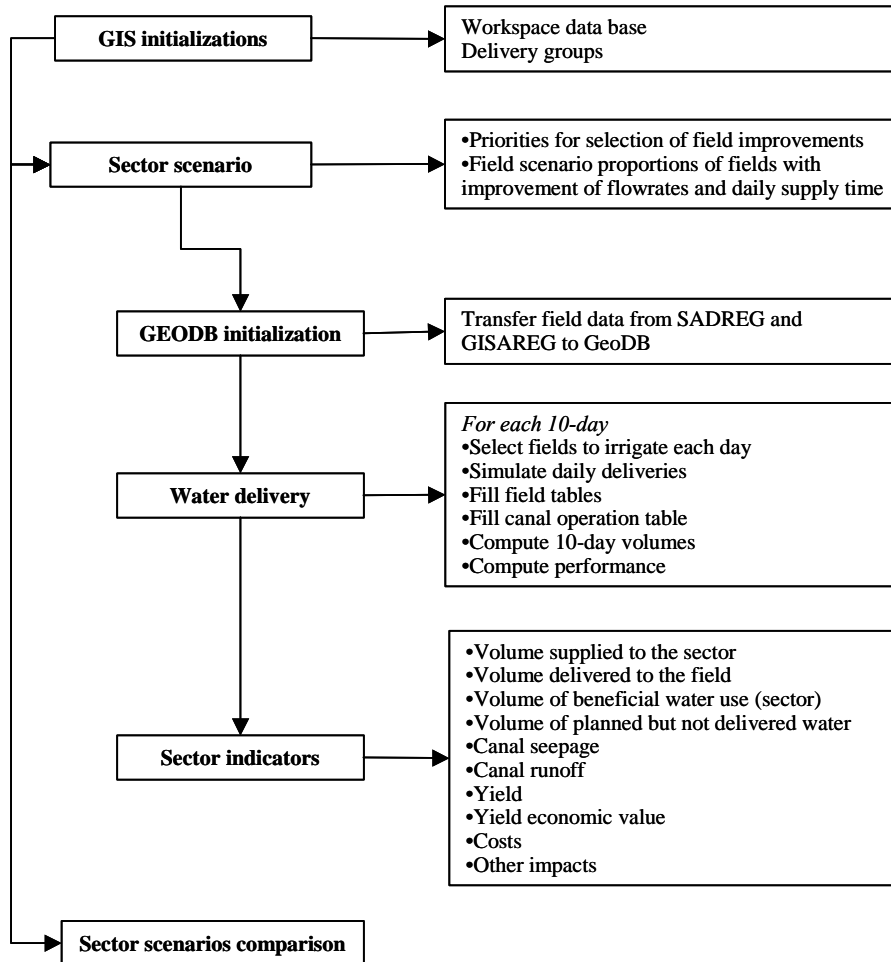 GIS initializations
Workspace data base
Delivery groups
Sector scenario
•Priorities for selection of field improvements
•Field scenario proportions of fields with
improvement of flowrates and daily supply time
GEODB initialization
Transfer field data from SADREG and
GISAREG to GeoDB
Water delivery
For each 10-day
•Select fields to irrigate each day
•Simulate daily deliveries
•Fill field tables
•Fill canal operation table
•Compute 10-day volumes
•Compute performance
Sector indicators
•Volume supplied to the sector
•Volume delivered to the field
•Volume of beneficial water use (sector)
•Volume of planned but not delivered water
•Canal seepage
•Canal runoff
•Yield
•Yield economic value
•Costs
•Other impacts
Sector scenarios comparison